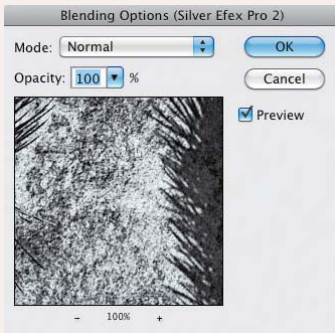 Blending Options (Silver Efex Pro 2)
Mode: Normal
OK
Opacity: 100 %
Cancel
Preview
- 100% +